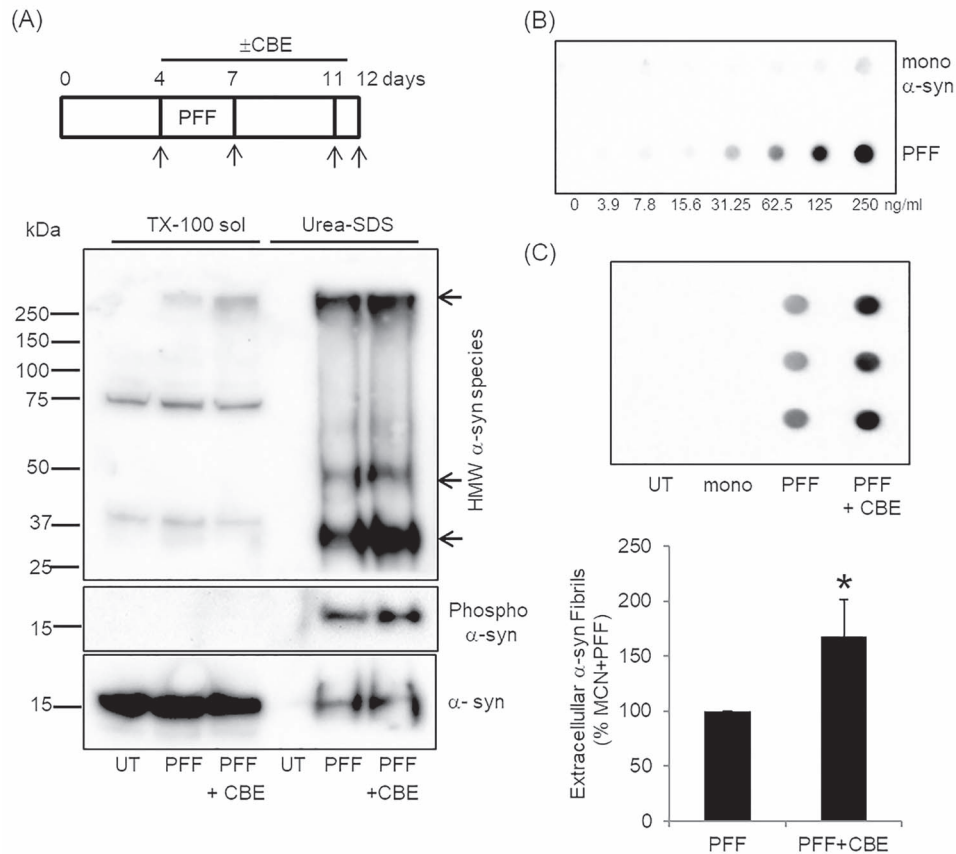 (A)
±CBE
0 4 7 11 12 days
PFF
kDa
TX-100 sol Urea-SDS
250
150
100
75
50
37
25
HMW α-syn species
15
Phospho
α-syn
15
α- syn
UT PFF PFF UT PFF PFF
+ CBE +CBE
(B)
mono
α-syn
PFF
0 3.9 7.8 15.6 31.25 62.5 125 250 ng/ml
(C)
UT mono PFF PFF
+ CBE
Extracellular α-syn Fibrils
(% MCN+PFF)
250
200
150
100
50
0
*
PFF PFF+CBE